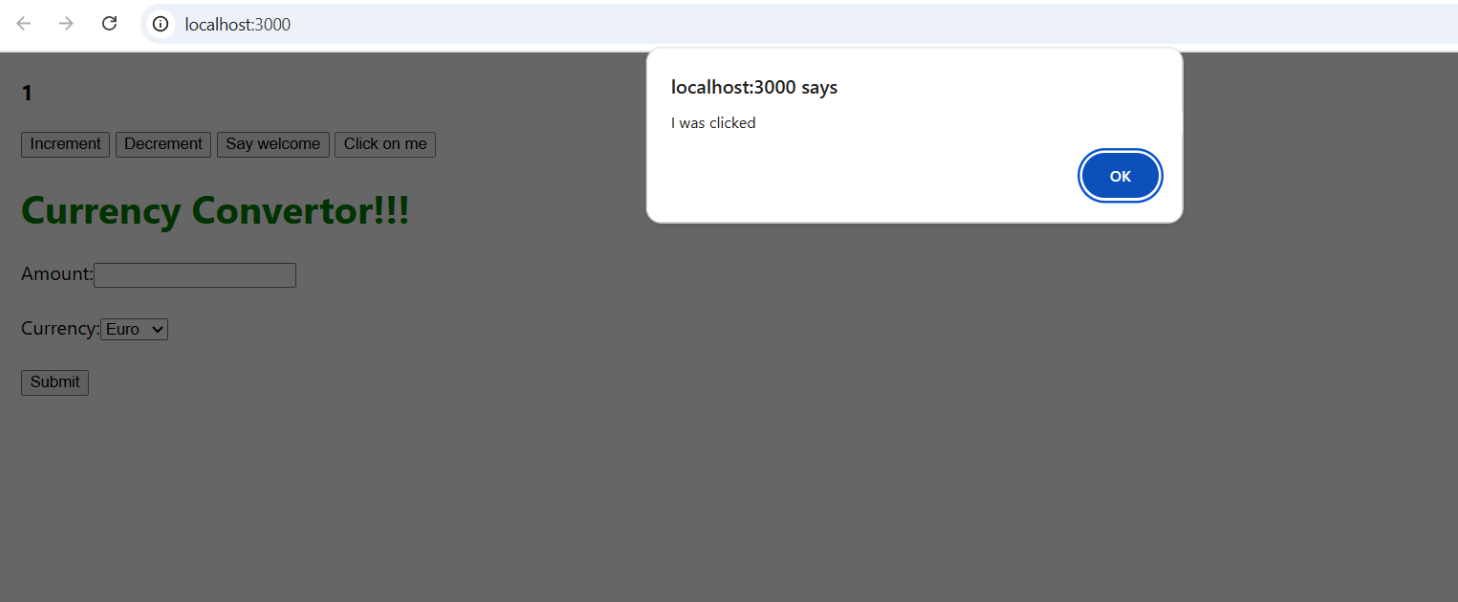 localhost:3000
localhost:3000 says
I was clicked
OK
1
Increment Decrement Say welcome Click on me
Currency Convertor!!!
Amount:
Currency: Euro
Submit